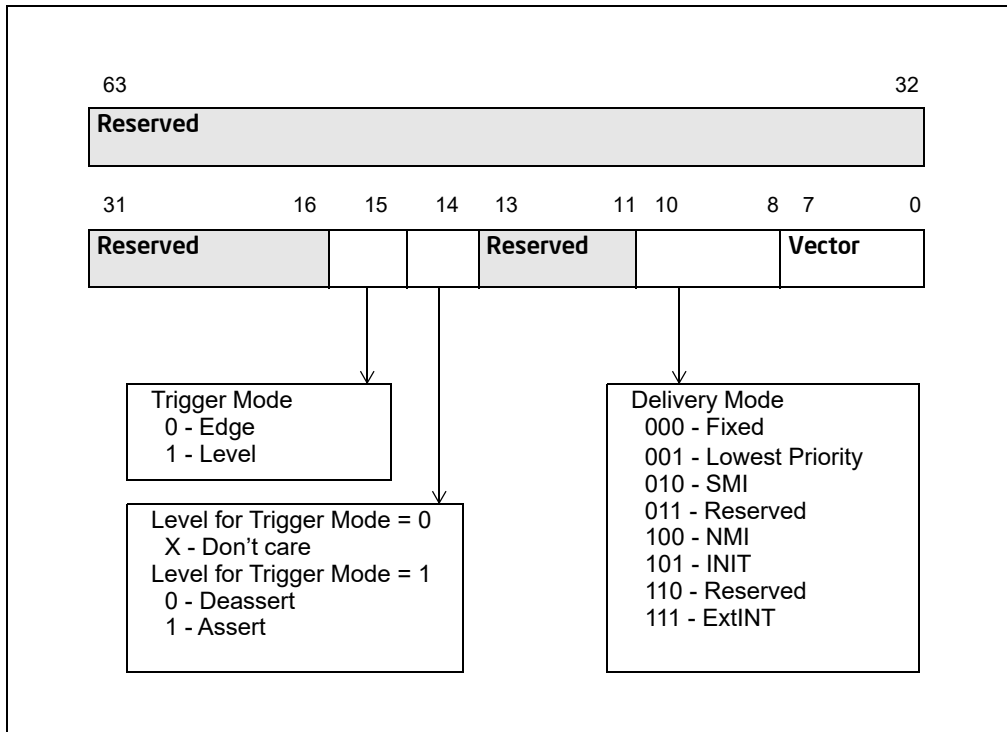 63 32
Reserved
31 16 15 14 13 11 10 8 7 0
Reserved Reserved Vector
Trigger Mode
0 - Edge
1 - Level
Level for Trigger Mode = 0
X - Don’t care
Level for Trigger Mode = 1
0 - Deassert
1 - Assert
Delivery Mode
000 - Fixed
001 - Lowest Priority
010 - SMI
011 - Reserved
100 - NMI
101 - INIT
110 - Reserved
111 - ExtINT